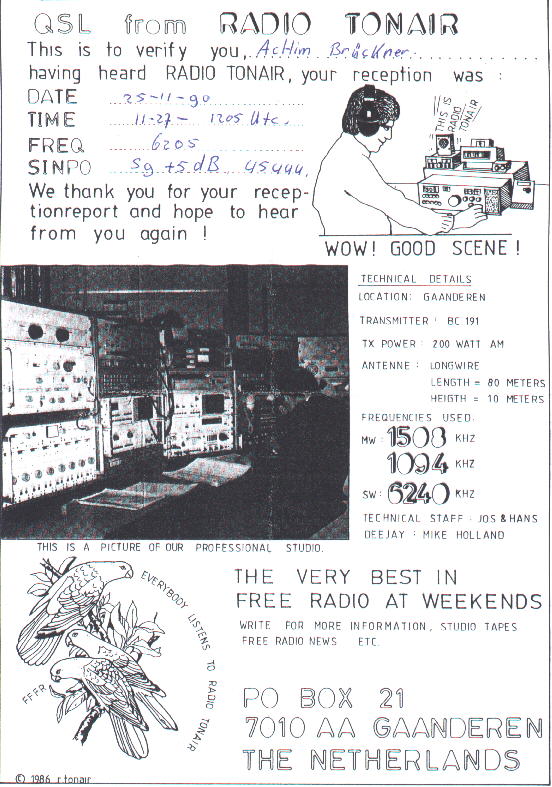 QSL from RADIO TONAIR
This is to verify you, Achim Brückner
having heard RADIO TONAIR, your reception was :
DATE 25-11-90
TIME 11.27- 1205 Utc.
FREQ 6205
SINPO S9 +5dB 45444,
We thank you for your recep-
tionreport and hope to hear
from you again !
THIS IS
RADIO
TONAIR
WOW! GOOD SCENE!
TECHNICAL DETAILS
LOCATION: GAANDEREN
TRANSMITTER : BC 191
TX POWER : 200 WATT AM
ANTENNE : LONGWIRE
LENGTH = 80 METERS
HEIGTH = 10 METERS
FREQUENCIES USED:
MW : 1508 KHZ
1094 KHZ
SW : 6240 KHZ
TECHNICAL STAFF : JOS & HANS
DEEJAY : MIKE HOLLAND
THIS IS A PICTURE OF OUR PROFESSIONAL STUDIO.
EVERYBODY LISTENS TO RADIO TONAIR
FFFR
THE VERY BEST IN
FREE RADIO AT WEEKENDS
WRITE FOR MORE INFORMATION, STUDIO TAPES
FREE RADIO NEWS ETC.
PO BOX 21
7010 AA GAANDEREN
THE NETHERLANDS
© 1986 r.tonair